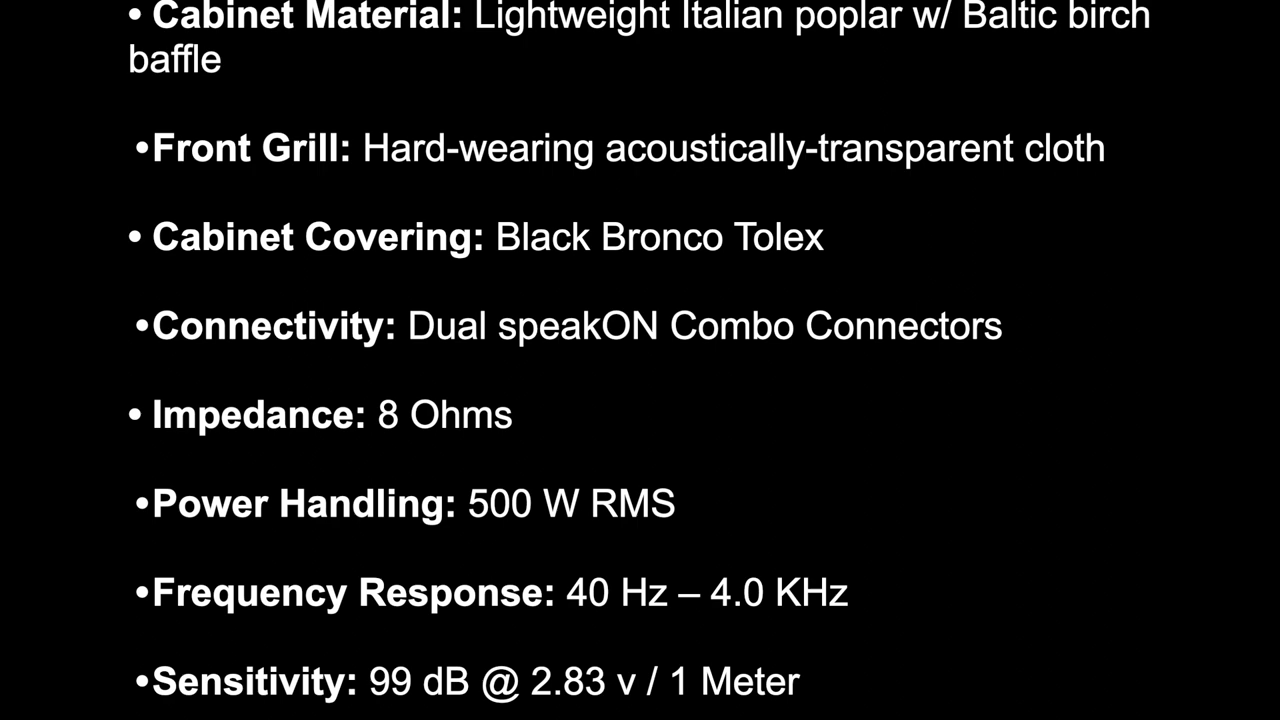 • Cabinet Material: Lightweight Italian poplar w/ Baltic birch
baffle
•Front Grill: Hard-wearing acoustically-transparent cloth
• Cabinet Covering: Black Bronco Tolex
•Connectivity: Dual speakON Combo Connectors
• Impedance: 8 Ohms
•Power Handling: 500 W RMS
•Frequency Response: 40 Hz – 4.0 KHz
•Sensitivity: 99 dB @ 2.83 v / 1 Meter